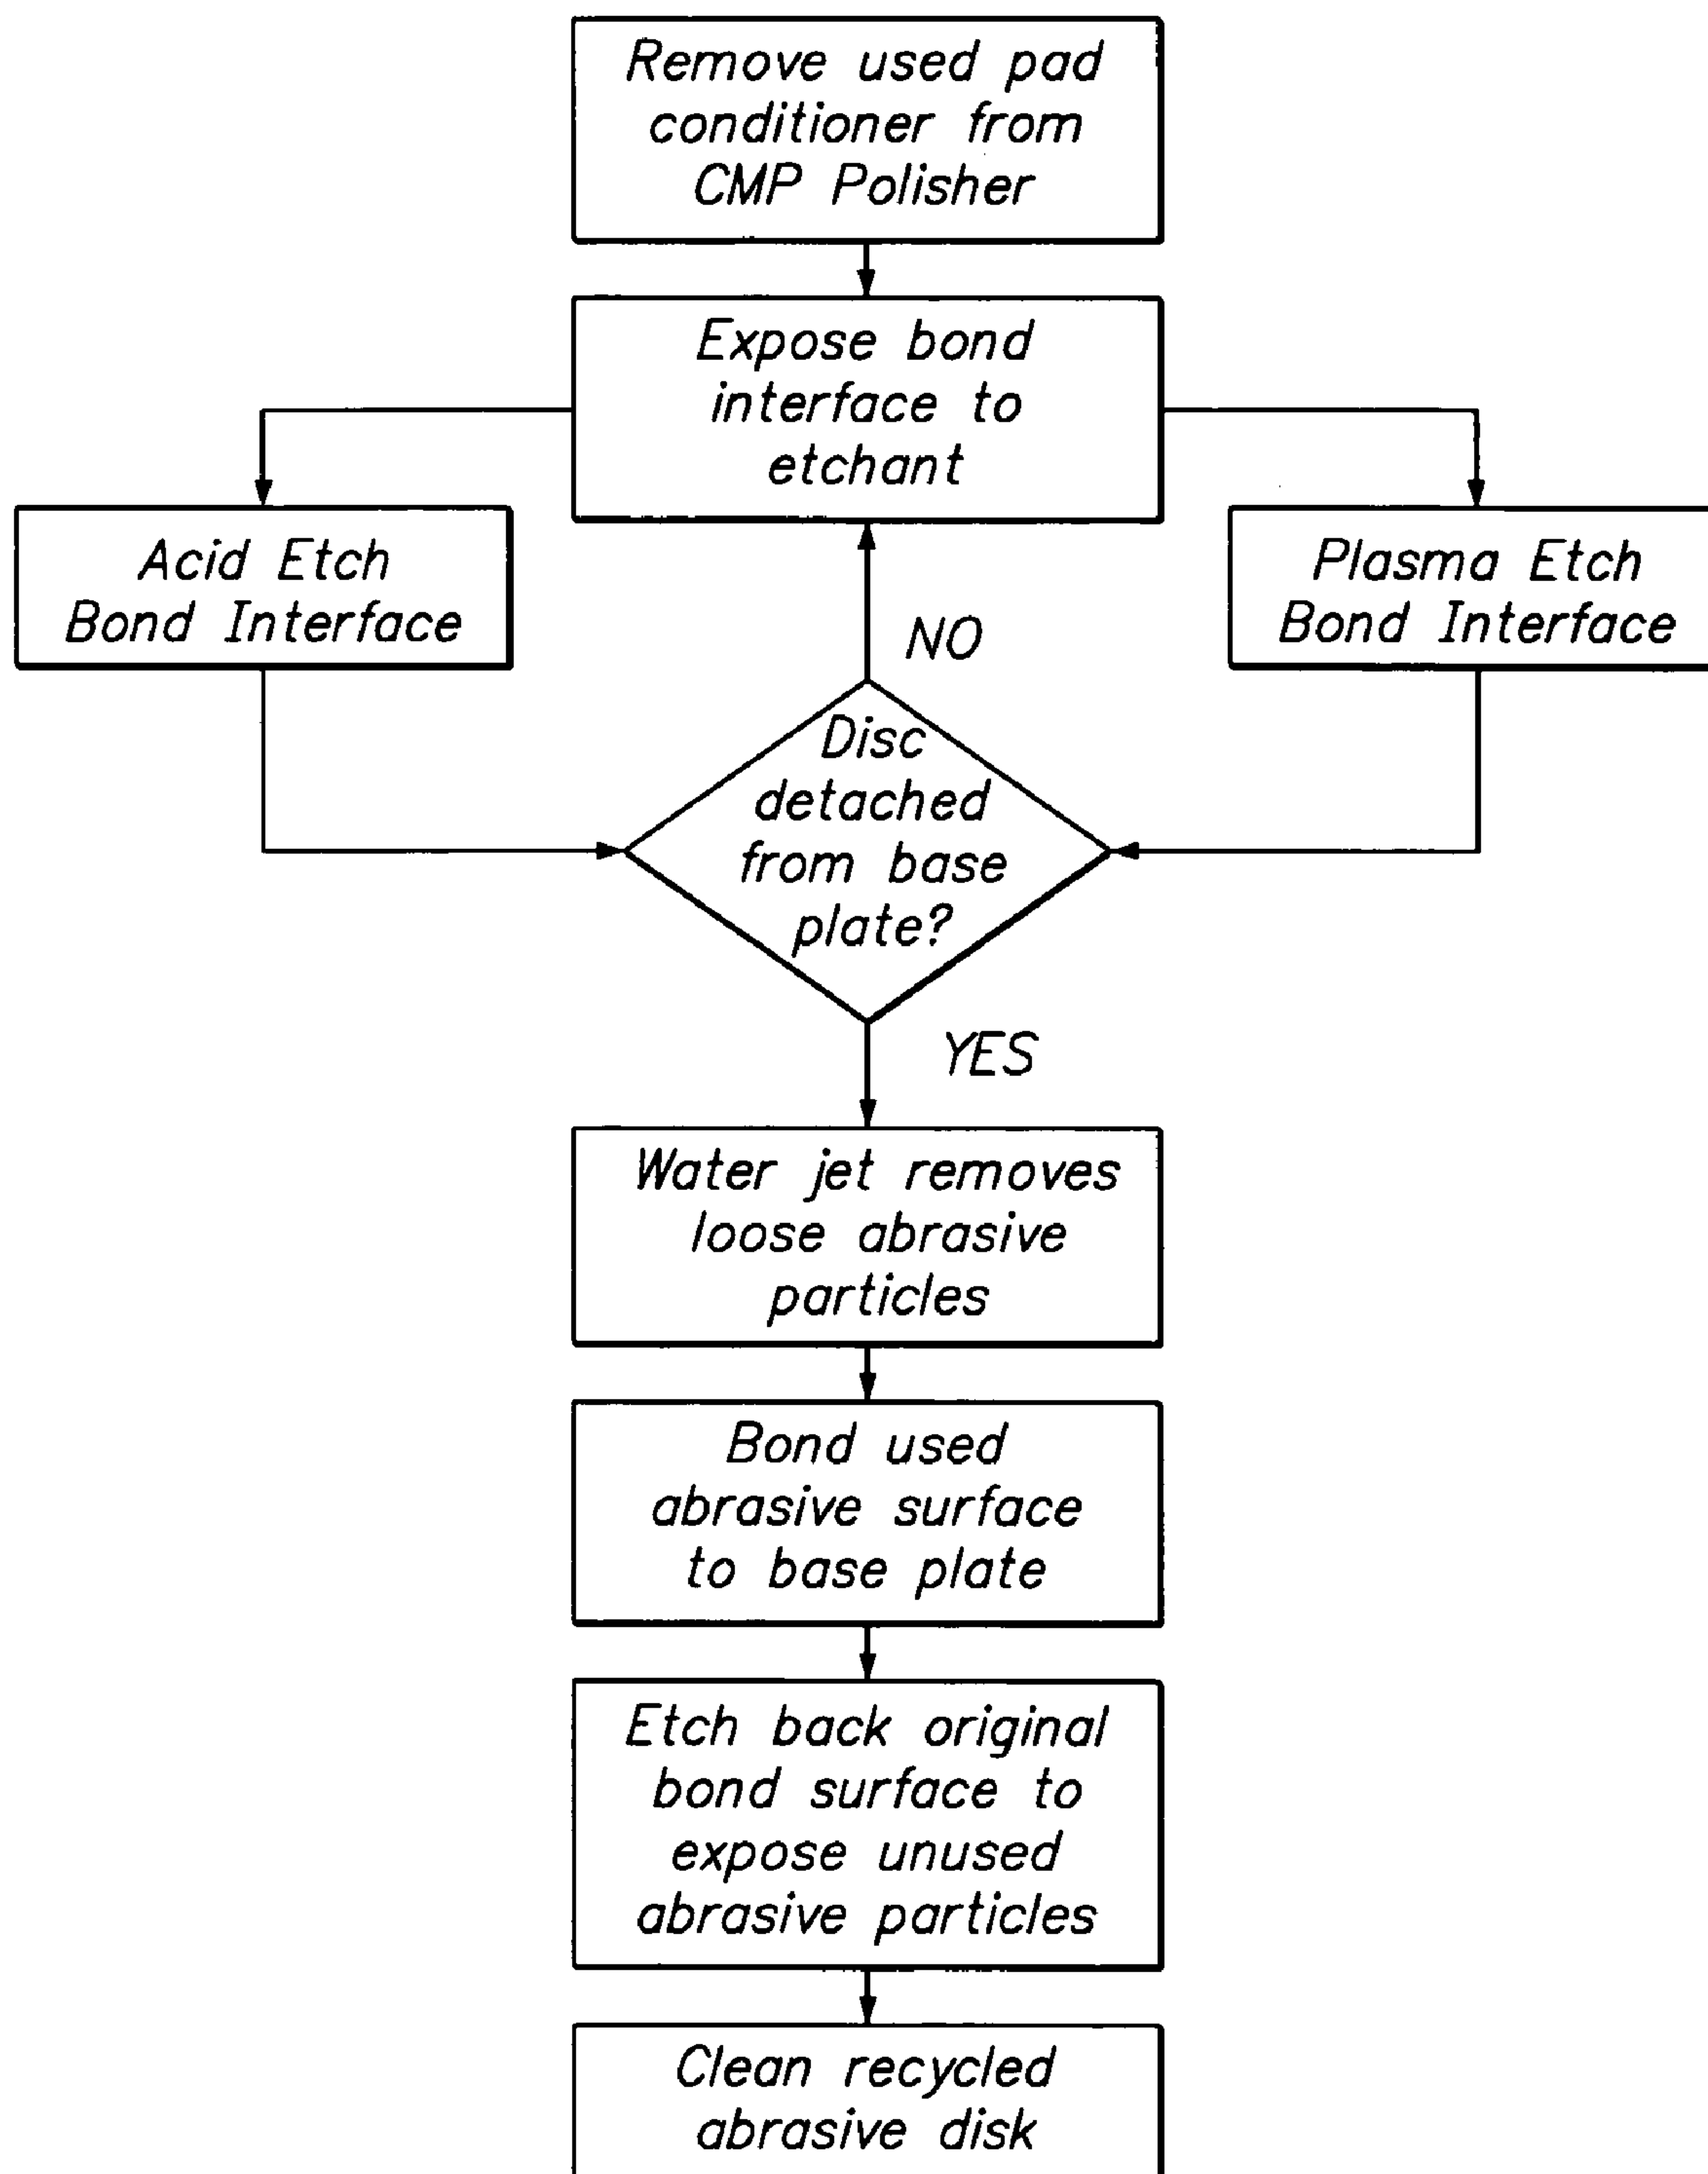 Remove used pad
conditioner from
CMP Polisher
Expose bond
interface to
etchant
Acid Etch
Bond Interface
Plasma Etch
Bond Interface
NO
Disc
detached
from base
plate?
YES
Water jet removes
loose abrasive
particles
Bond used
abrasive surface
to base plate
Etch back original
bond surface to
expose unused
abrasive particles
Clean recycled
abrasive disk